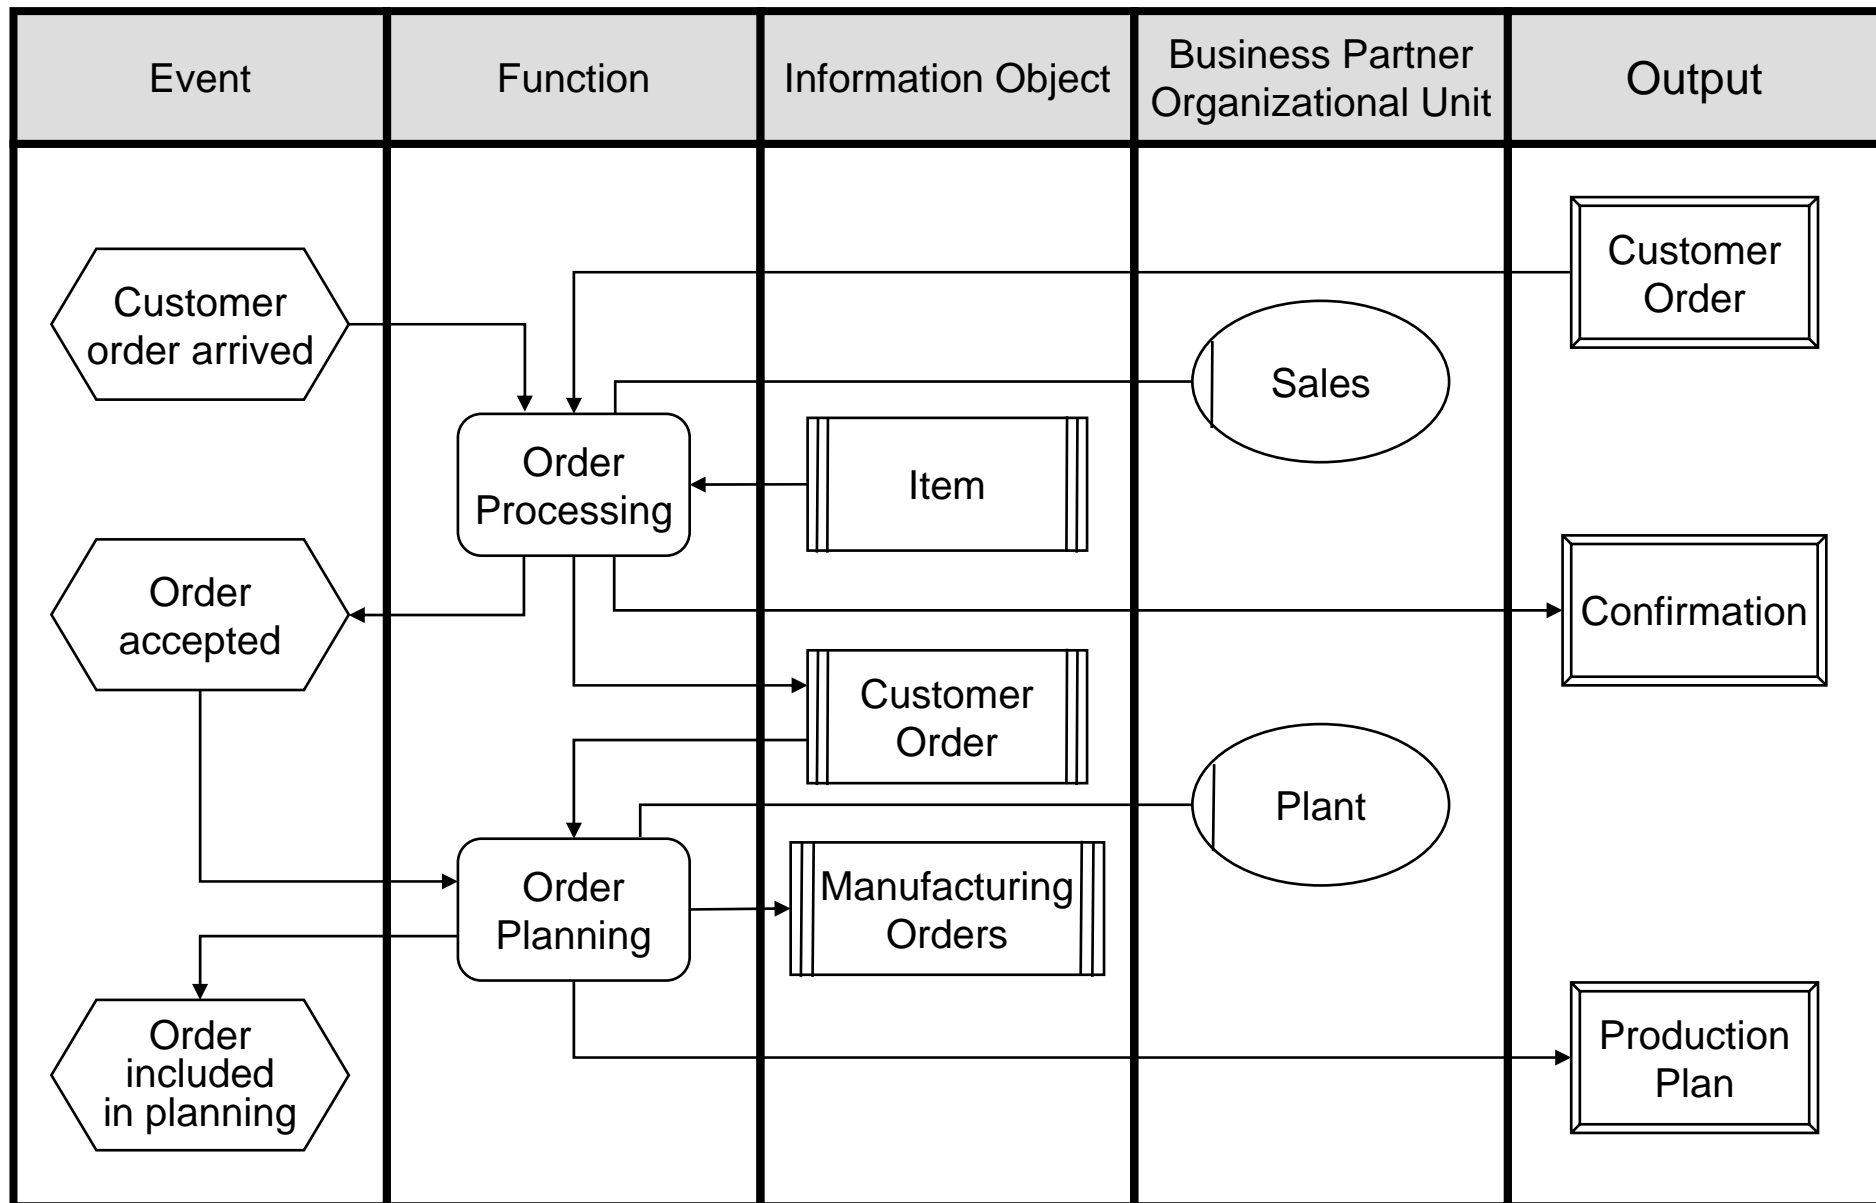 Event
Function
Information Object
Business Partner
Organizational Unit
Output
Customer
order arrived
Order
accepted
Order
included
in planning
Order
Processing
Order
Planning
Item
Customer
Order
Manufacturing
Orders
Sales
Plant
Customer
Order
Confirmation
Production
Plan